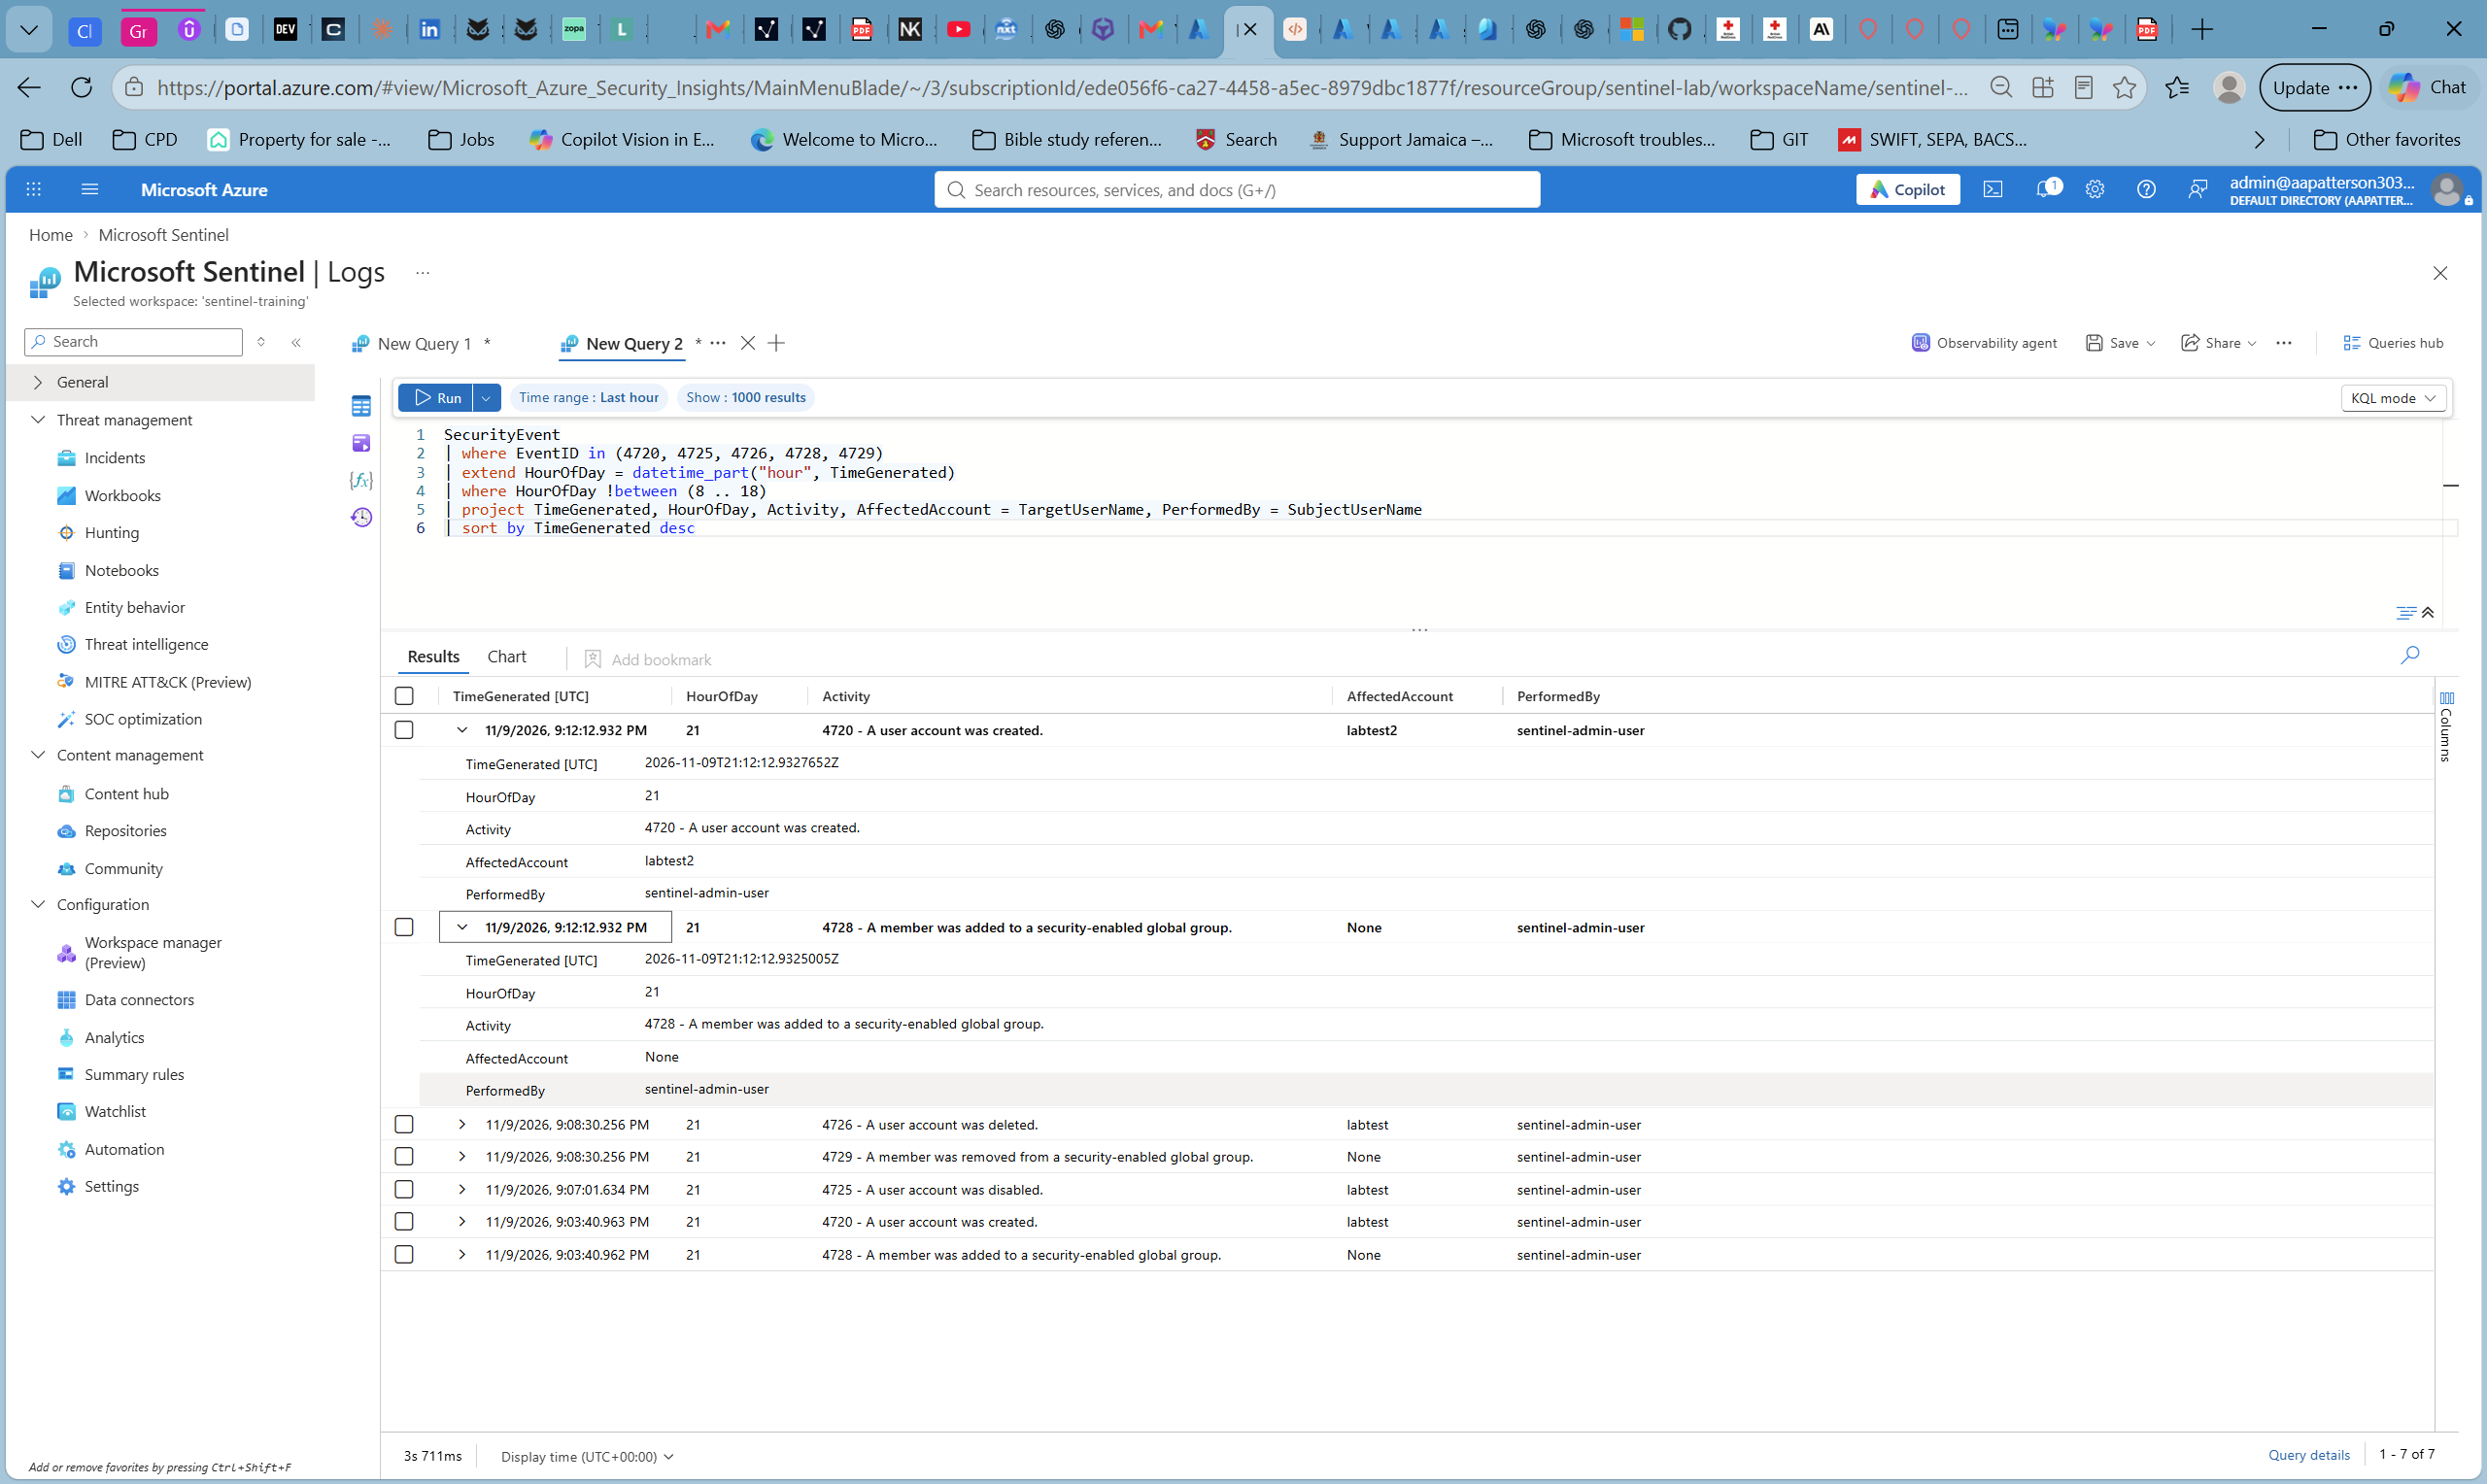 Cl
Gr
DEV
C
zopa
L
PDF
NK
nxt
PDF
https://portal.azure.com/#view/Microsoft_Azure_Security_Insights/MainMenuBlade/~/3/subscriptionId/ede056f6-ca27-4458-a5ec-8979dbc1877f/resourceGroup/sentinel-lab/workspaceName/sentinel-...
Update
Chat
Dell
CPD
Property for sale -...
Jobs
Copilot Vision in E...
Welcome to Micro...
Bible study referen...
Search
Support Jamaica –...
Microsoft troubles...
GIT
SWIFT, SEPA, BACS...
Other favorites
Microsoft Azure
Search resources, services, and docs (G+/)
Copilot
1
admin@aapatterson303...
DEFAULT DIRECTORY (AAPATTER...
Home > Microsoft Sentinel
Microsoft Sentinel | Logs ...
Selected workspace: 'sentinel-training'
Search
General
Threat management
Incidents
Workbooks
Hunting
Notebooks
Entity behavior
Threat intelligence
MITRE ATT&CK (Preview)
SOC optimization
Content management
Content hub
Repositories
Community
Configuration
Workspace manager
(Preview)
Data connectors
Analytics
Summary rules
Watchlist
Automation
Settings
Add or remove favorites by pressing Ctrl+Shift+F
New Query 1 *
New Query 2 * ...
Observability agent
Save
Share
...
Queries hub
Run
Time range : Last hour
Show : 1000 results
KQL mode
1 SecurityEvent
2 | where EventID in (4720, 4725, 4726, 4728, 4729)
3 | extend HourOfDay = datetime_part("hour", TimeGenerated)
4 | where HourOfDay !between (8 .. 18)
5 | project TimeGenerated, HourOfDay, Activity, AffectedAccount = TargetUserName, PerformedBy = SubjectUserName
6 | sort by TimeGenerated desc
Results
Chart
Add bookmark
TimeGenerated [UTC] HourOfDay Activity AffectedAccount PerformedBy
Columns
11/9/2026, 9:12:12.932 PM 21 4720 - A user account was created. labtest2 sentinel-admin-user
TimeGenerated [UTC] 2026-11-09T21:12:12.9327652Z
HourOfDay 21
Activity 4720 - A user account was created.
AffectedAccount labtest2
PerformedBy sentinel-admin-user
11/9/2026, 9:12:12.932 PM 21 4728 - A member was added to a security-enabled global group. None sentinel-admin-user
TimeGenerated [UTC] 2026-11-09T21:12:12.9325005Z
HourOfDay 21
Activity 4728 - A member was added to a security-enabled global group.
AffectedAccount None
PerformedBy sentinel-admin-user
11/9/2026, 9:08:30.256 PM 21 4726 - A user account was deleted. labtest sentinel-admin-user
11/9/2026, 9:08:30.256 PM 21 4729 - A member was removed from a security-enabled global group. None sentinel-admin-user
11/9/2026, 9:07:01.634 PM 21 4725 - A user account was disabled. labtest sentinel-admin-user
11/9/2026, 9:03:40.963 PM 21 4720 - A user account was created. labtest sentinel-admin-user
11/9/2026, 9:03:40.962 PM 21 4728 - A member was added to a security-enabled global group. None sentinel-admin-user
3s 711ms
Display time (UTC+00:00)
Query details
1 - 7 of 7